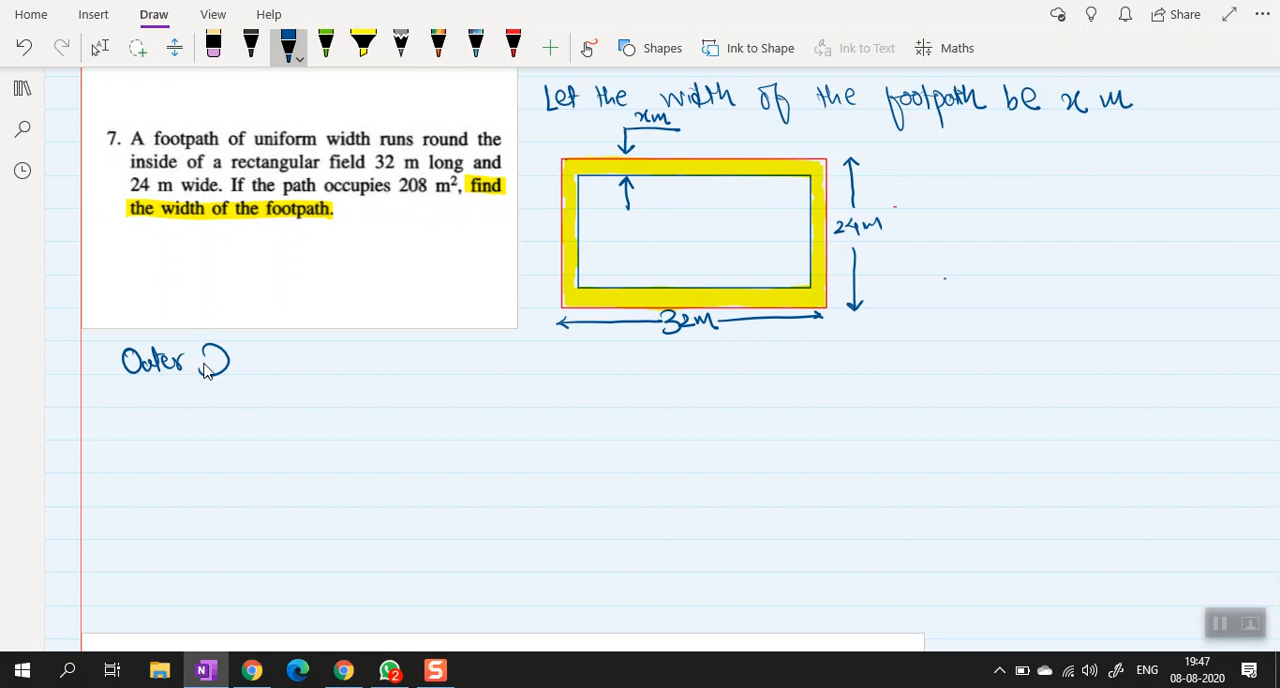 Home Insert Draw View Help Share
Shapes Ink to Shape Ink to Text Maths
Let the width of the footpath be x m
7. A footpath of uniform width runs round the
inside of a rectangular field 32 m long and
24 m wide. If the path occupies 208 m², find
the width of the footpath.
x m
24m
32m
Outer D
2
ENG
19:47
08-08-2020